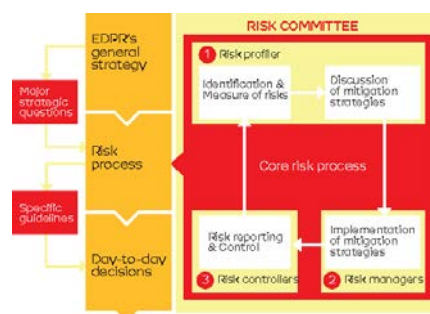 RISK COMMITTEE
EDPR's
general
strategy
Major
strategic
questions
Risk
process
Specific
guidelines
Day-to-day
decisions
1 Risk profiler
Identification &
Measure of risks
Discussion
of mitigation
strategies
Core risk process
Risk reporting
& Control
Implementation
of mitigation
strategies
3 Risk controllers
2 Risk managers